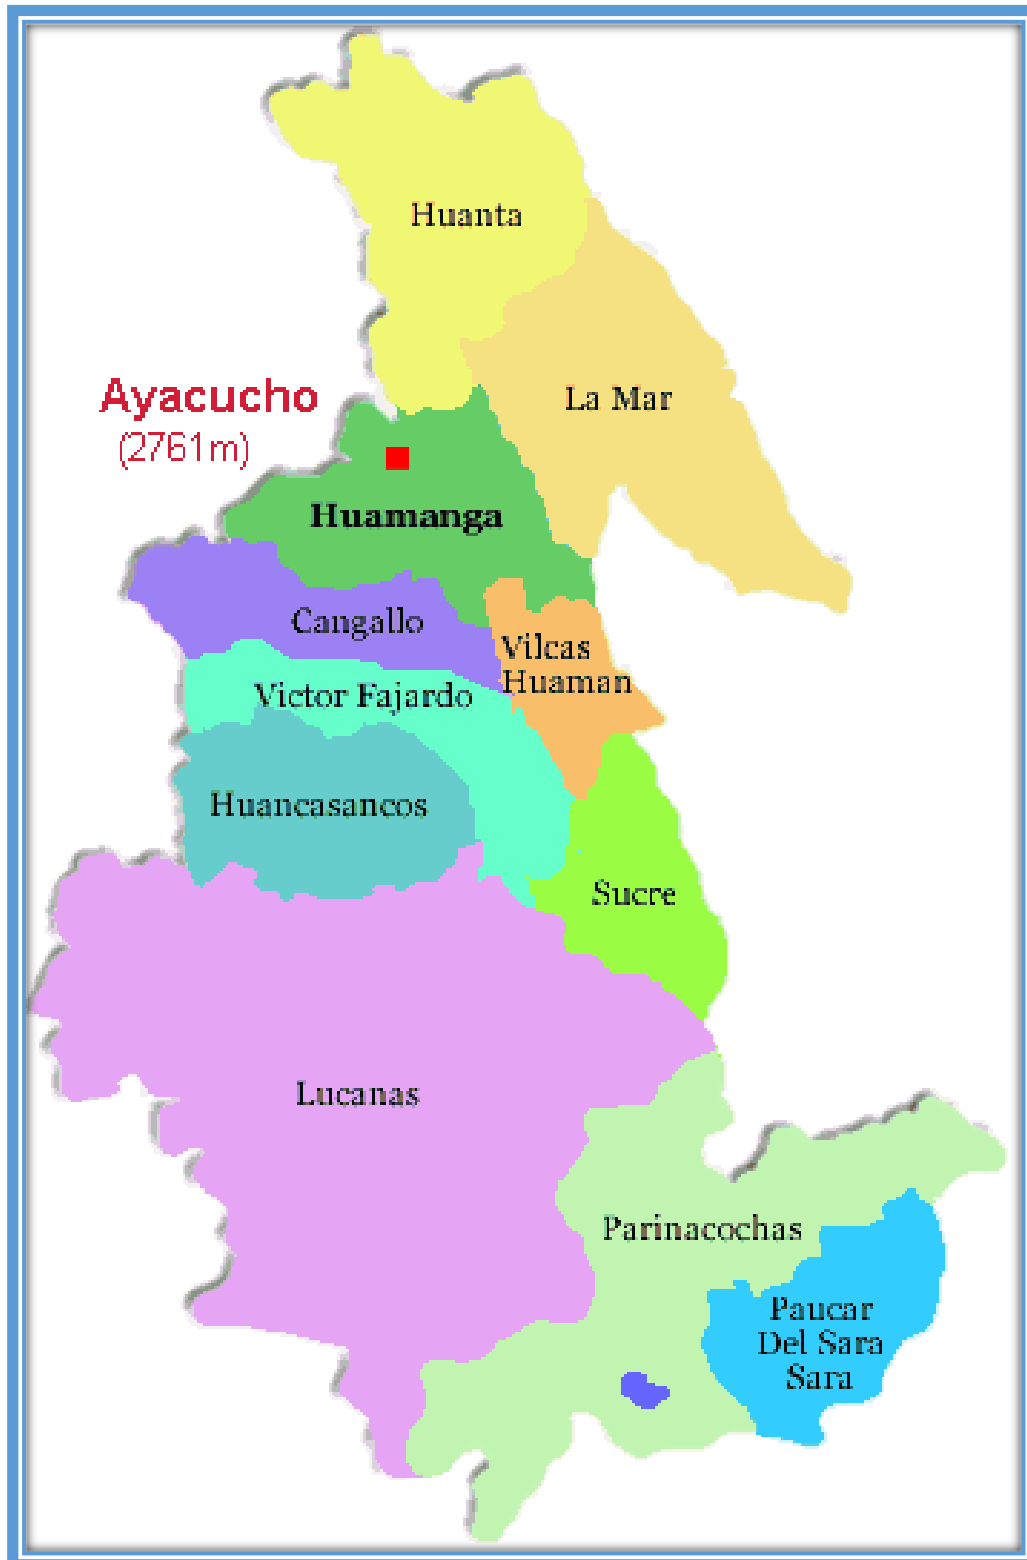 Huanta
Ayacucho
(2761m)
La Mar
Huamanga
Cangallo
Vilcas
Huaman
Victor Fajardo
Huancasancos
Sucre
Lucanas
Parinacochas
Paucar
Del Sara
Sara